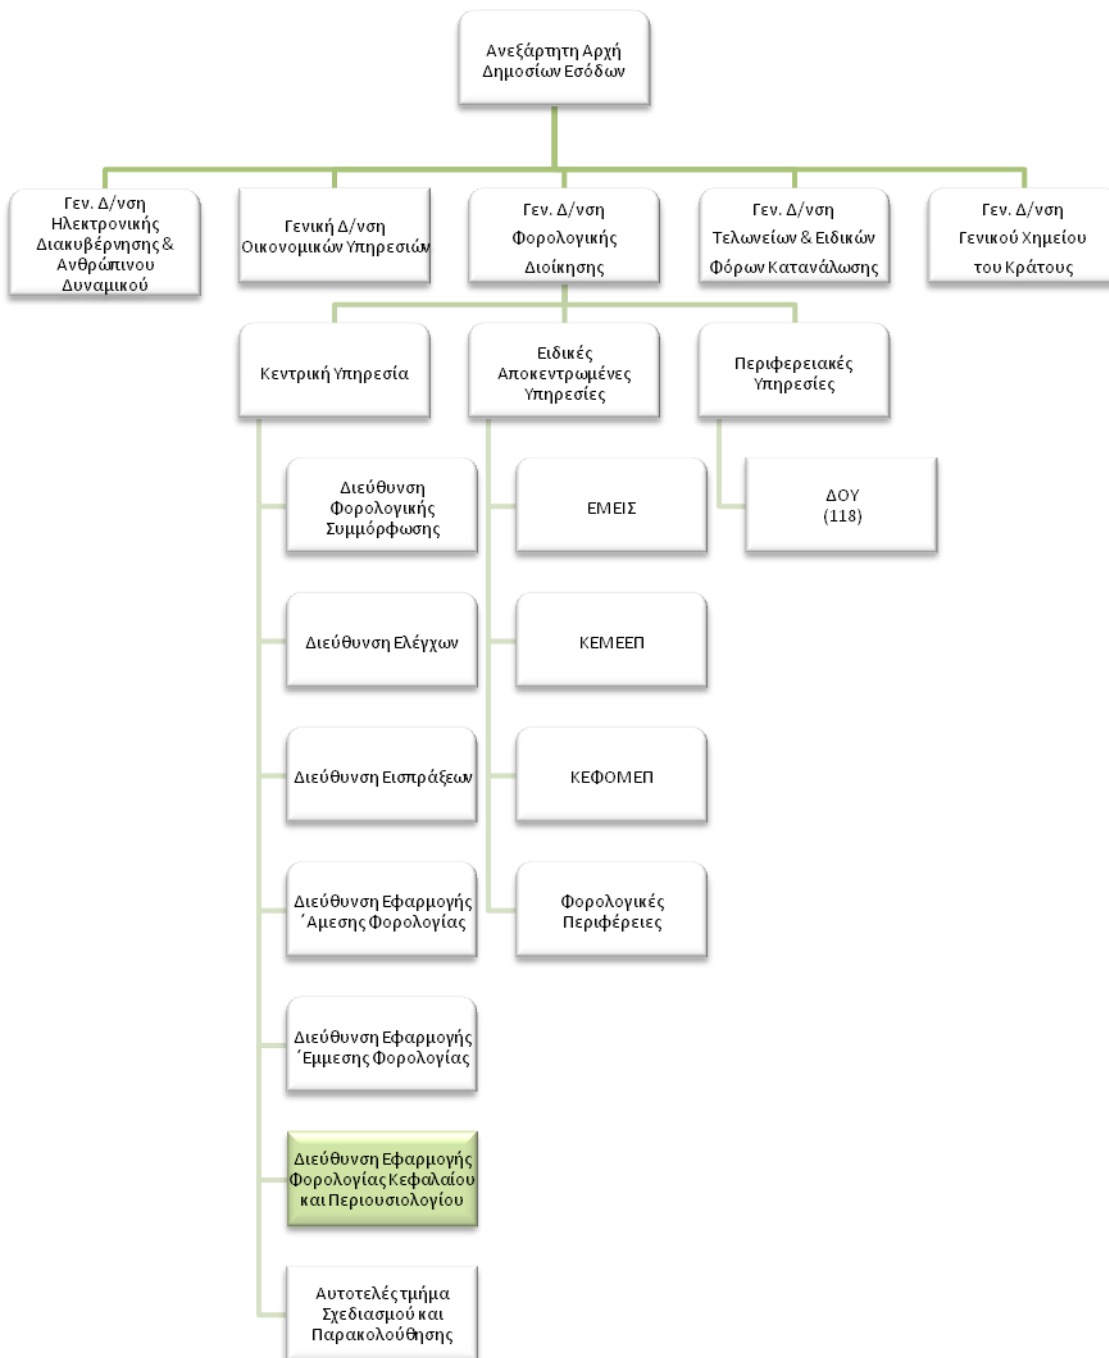 Ανεξάρτητη Αρχή
Δημοσίων Εσόδων
Γεν. Δ/νση
Ηλεκτρονικής
Διακυβέρνησης &
Ανθρώπινου
Δυναμικού
Γενική Δ/νση
Οικονομικών Υπηρεσιών
Γεν. Δ/νση
Φορολογικής
Διοίκησης
Γεν. Δ/νση
Τελωνείων & Ειδικών
Φόρων Κατανάλωσης
Γεν. Δ/νση
Γενικού Χημείου
του Κράτους
Κεντρική Υπηρεσία
Ειδικές
Αποκεντρωμένες
Υπηρεσίες
Περιφερειακές
Υπηρεσίες
Διεύθυνση
Φορολογικής
Συμμόρφωσης
ΕΜΕΙΣ
ΔΟΥ
(118)
Διεύθυνση Ελέγχων
ΚΕΜΕΕΠ
Διεύθυνση Εισπράξεων
ΚΕΦΟΜΕΠ
Διεύθυνση Εφαρμογής
΄Αμεσης Φορολογίας
Φορολογικές
Περιφέρειες
Διεύθυνση Εφαρμογής
΄Εμμεσης Φορολογίας
Διεύθυνση Εφαρμογής
Φορολογίας Κεφαλαίου
και Περιουσιολογίου
Αυτοτελές τμήμα
Σχεδιασμού και
Παρακολούθησης